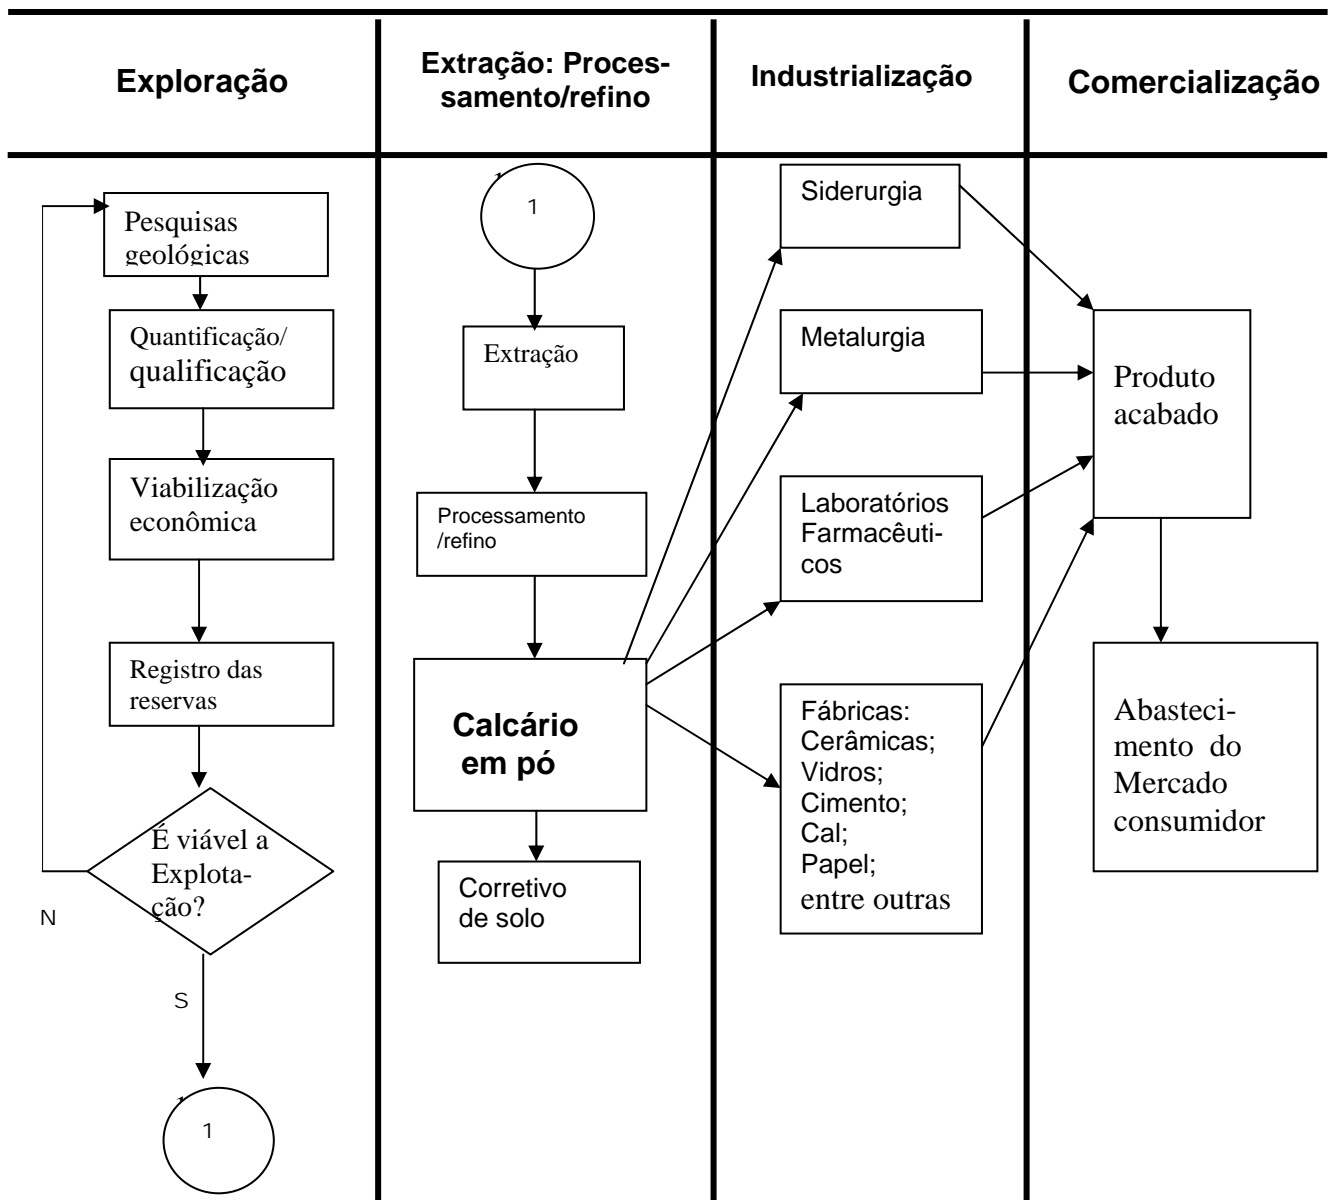 Exploração
Extração: Proces-
samento/refino
Industrialização
Comercialização
Pesquisas
geológicas
Quantificação/
qualificação
Viabilização
econômica
Registro das
reservas
É viável a
Explota-
ção?
N
S
1
1
Extração
Processamento
/refino
Calcário
em pó
Corretivo
de solo
Siderurgia
Metalurgia
Laboratórios
Farmacêuti-
cos
Fábricas:
Cerâmicas;
Vidros;
Cimento;
Cal;
Papel;
entre outras
Produto
acabado
Abasteci-
mento do
Mercado
consumidor